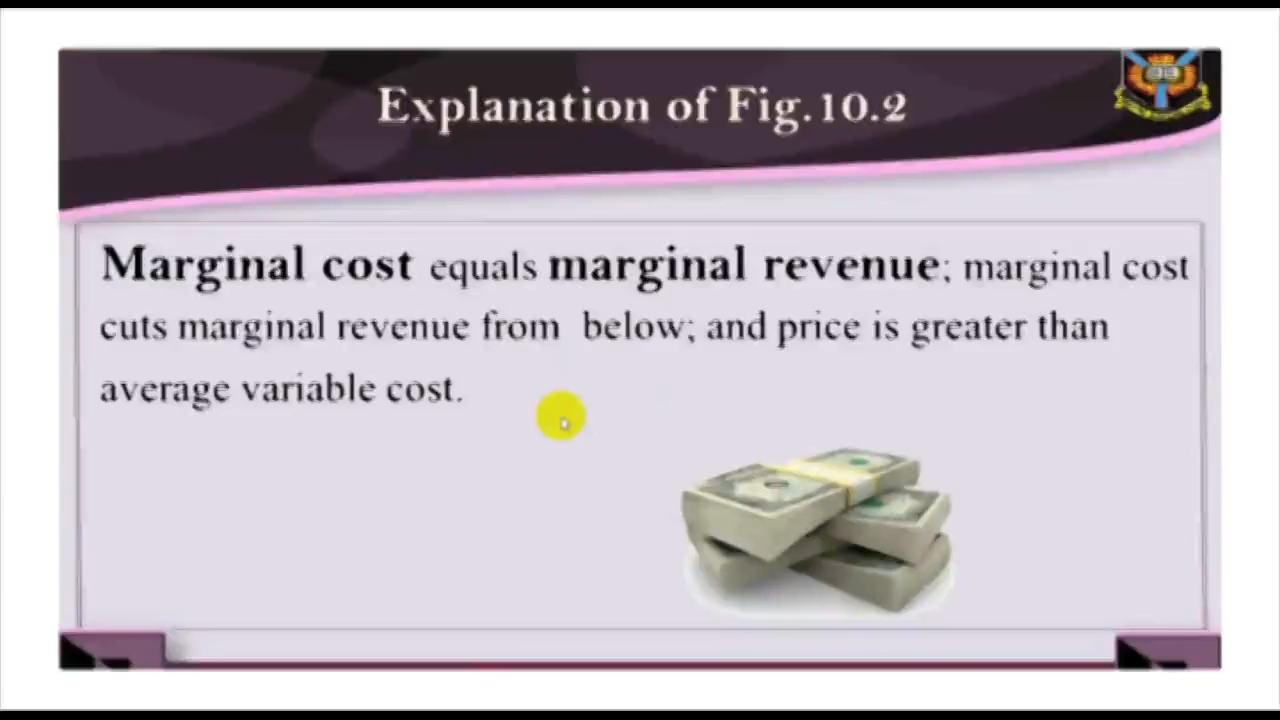 Explanation of Fig.10.2
Marginal cost equals marginal revenue; marginal cost
cuts marginal revenue from below; and price is greater than
average variable cost.